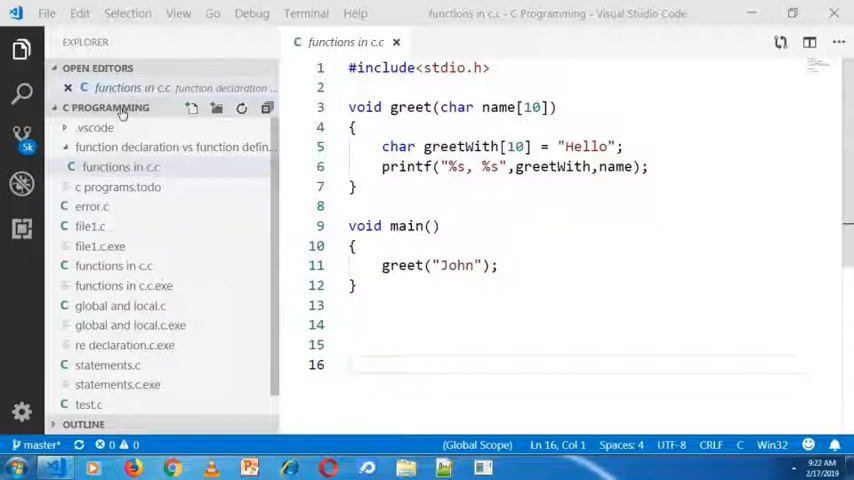 File Edit Selection View Go Debug Terminal Help functions in c.c - C Programming - Visual Studio Code
EXPLORER
functions in c.c
OPEN EDITORS
functions in c.c function declaration ...
C PROGRAMMING
.vscode
function declaration vs function defin...
functions in c.c
c programs.todo
error.c
file1.c
file1.c.exe
functions in c.c
functions in c.c.exe
global and local.c
global and local.c.exe
re declaration.c.exe
statements.c
statements.c.exe
test.c
OUTLINE
5k
1 #include<stdio.h>
2
3 void greet(char name[10])
4 {
5 char greetWith[10] = "Hello";
6 printf("%s, %s",greetWith,name);
7 }
8
9 void main()
10 {
11 greet("John");
12 }
13
14
15
16
master* 0 0 (Global Scope) Ln 16, Col 1 Spaces: 4 UTF-8 CRLF C Win32
9:22 AM
2/17/2019